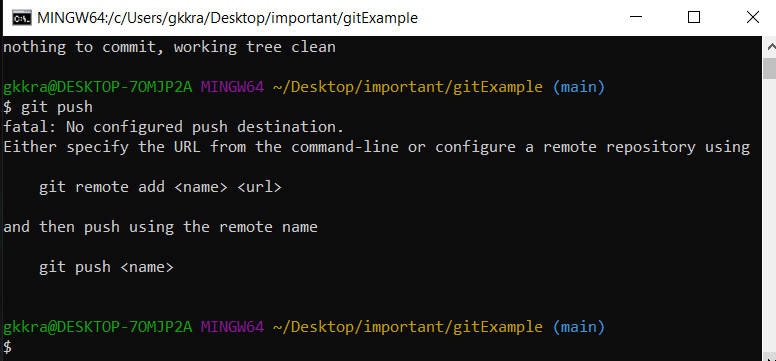 MINGW64:/c/Users/gkkra/Desktop/important/gitExample
nothing to commit, working tree clean
gkkra@DESKTOP-7OMJP2A MINGW64 ~/Desktop/important/gitExample (main)
$ git push
fatal: No configured push destination.
Either specify the URL from the command-line or configure a remote repository using
git remote add <name> <url>
and then push using the remote name
git push <name>
gkkra@DESKTOP-7OMJP2A MINGW64 ~/Desktop/important/gitExample (main)
$